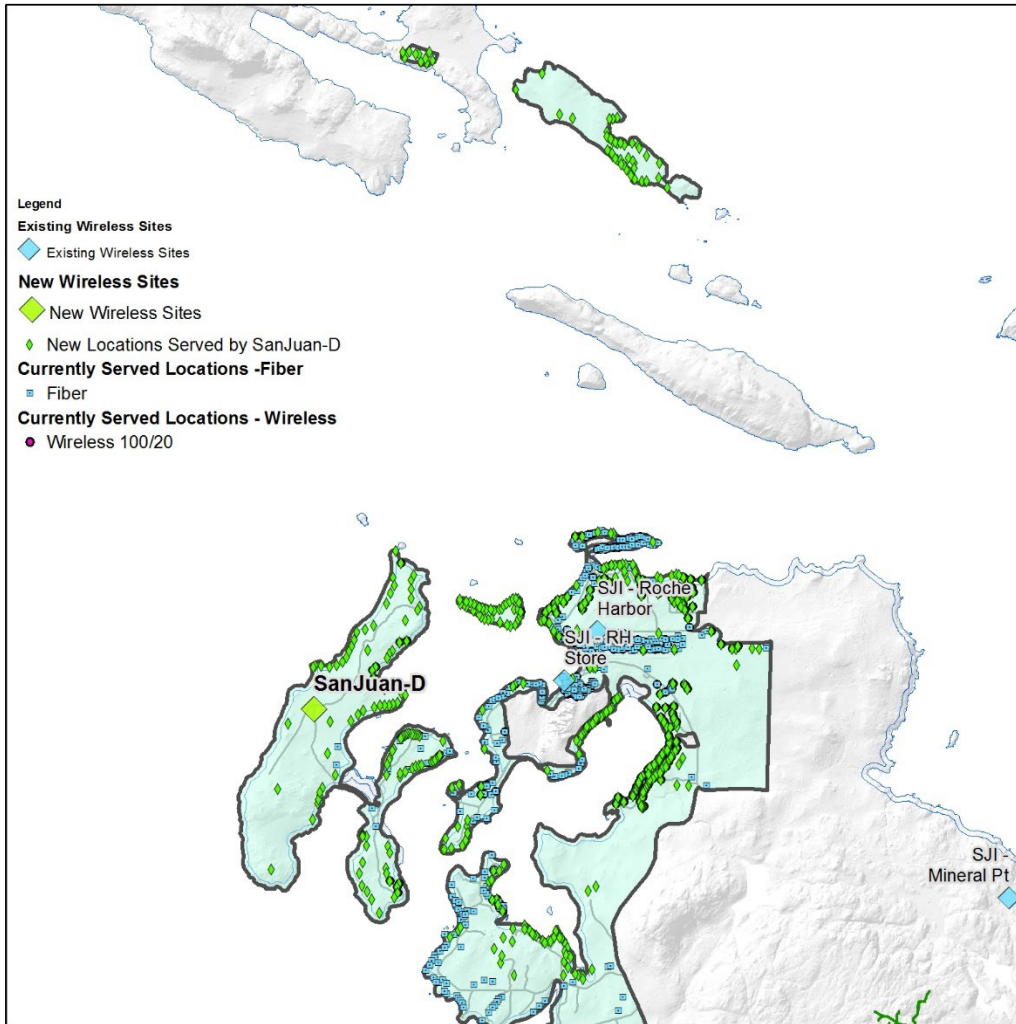 Legend
Existing Wireless Sites
Existing Wireless Sites
New Wireless Sites
New Wireless Sites
New Locations Served by SanJuan-D
Currently Served Locations -Fiber
Fiber
Currently Served Locations - Wireless
Wireless 100/20
SJI - Roche
Harbor
SJI - RH
Store
SanJuan-D
SJI -
Mineral Pt